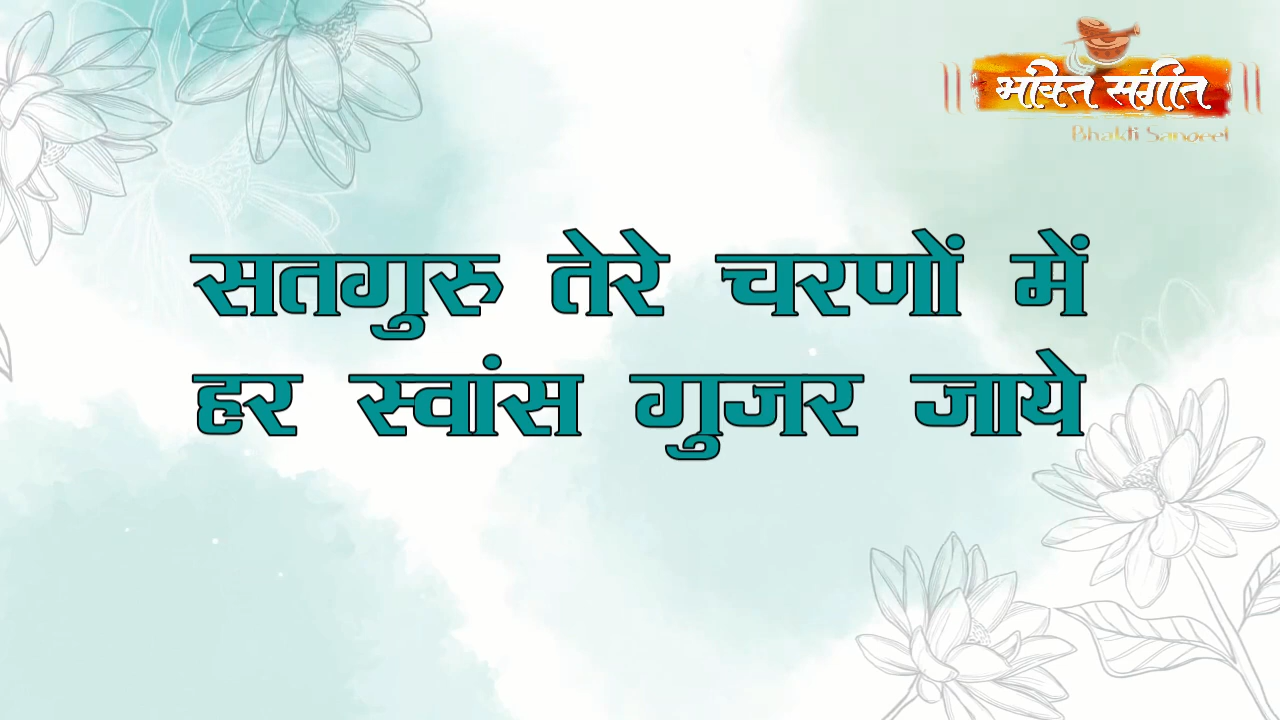 || भक्ति संगीत ||
Bhakti Sangeet
सतगुरु तेरे चरणों में
हर स्वांस गुजर जाये